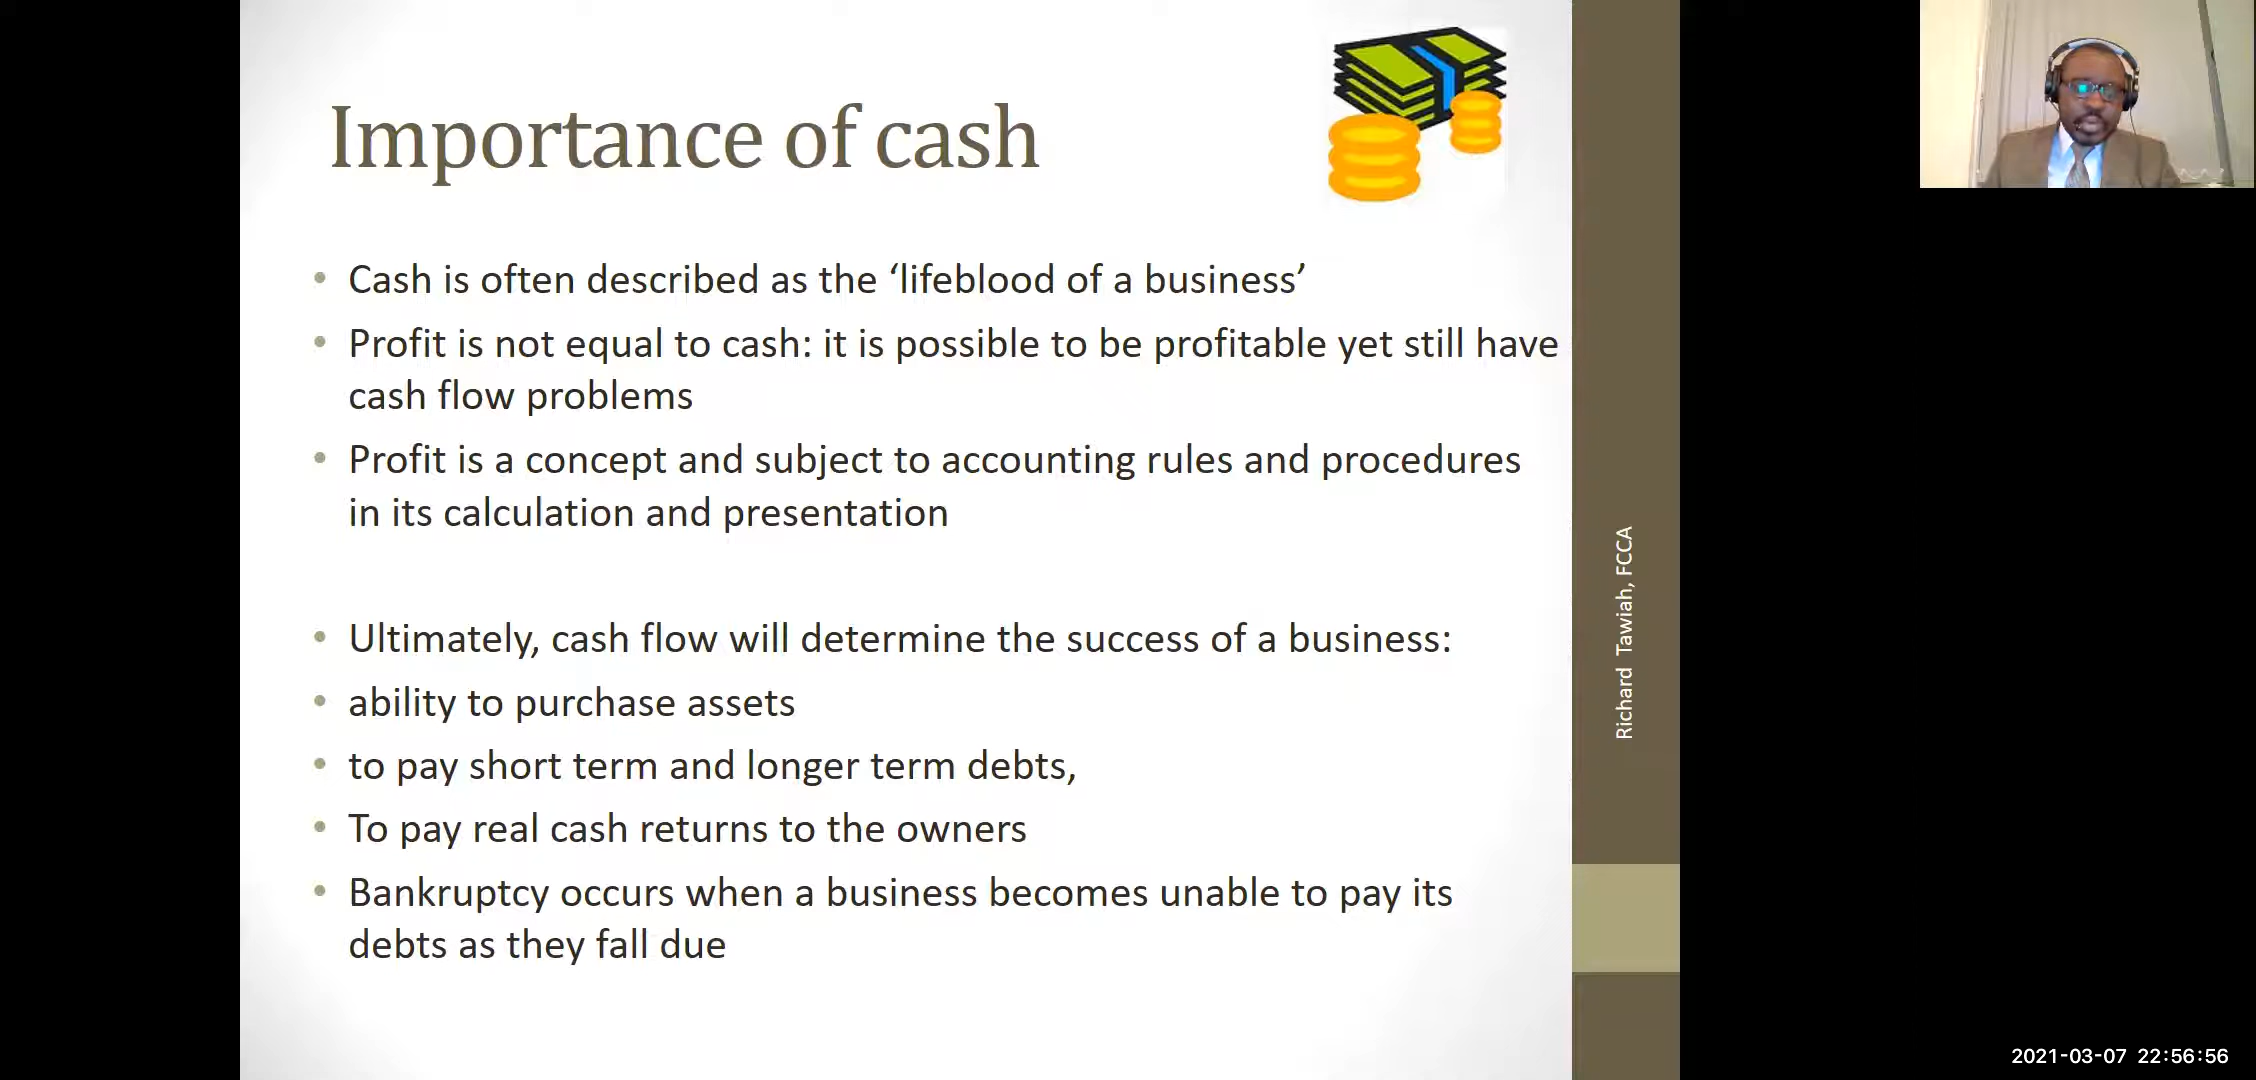 Importance of cash
Cash is often described as the ‘lifeblood of a business’
Profit is not equal to cash: it is possible to be profitable yet still have
cash flow problems
Profit is a concept and subject to accounting rules and procedures
in its calculation and presentation
Ultimately, cash flow will determine the success of a business:
ability to purchase assets
to pay short term and longer term debts,
To pay real cash returns to the owners
Bankruptcy occurs when a business becomes unable to pay its
debts as they fall due
Richard Tawiah, FCCA
2021-03-07 22:56:56